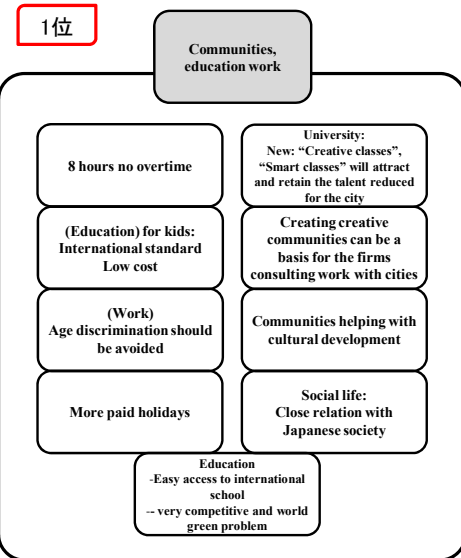 1位
Communities,
education work
8 hours no overtime
University:
New: “Creative classes”,
“Smart classes” will attract
and retain the talent reduced
for the city
(Education) for kids:
International standard
Low cost
Creating creative
communities can be a
basis for the firms
consulting work with cities
(Work)
Age discrimination should
be avoided
Communities helping with
cultural development
More paid holidays
Social life:
Close relation with
Japanese society
Education
-Easy access to international
school
-- very competitive and world
green problem